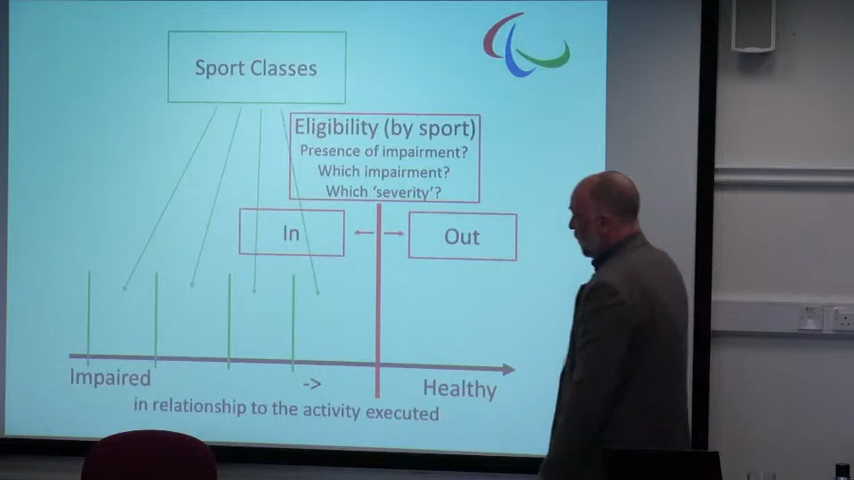 Sport Classes
Eligibility (by sport)
Presence of impairment?
Which impairment?
Which 'severity'?
In
Out
Impaired
->
Healthy
in relationship to the activity executed